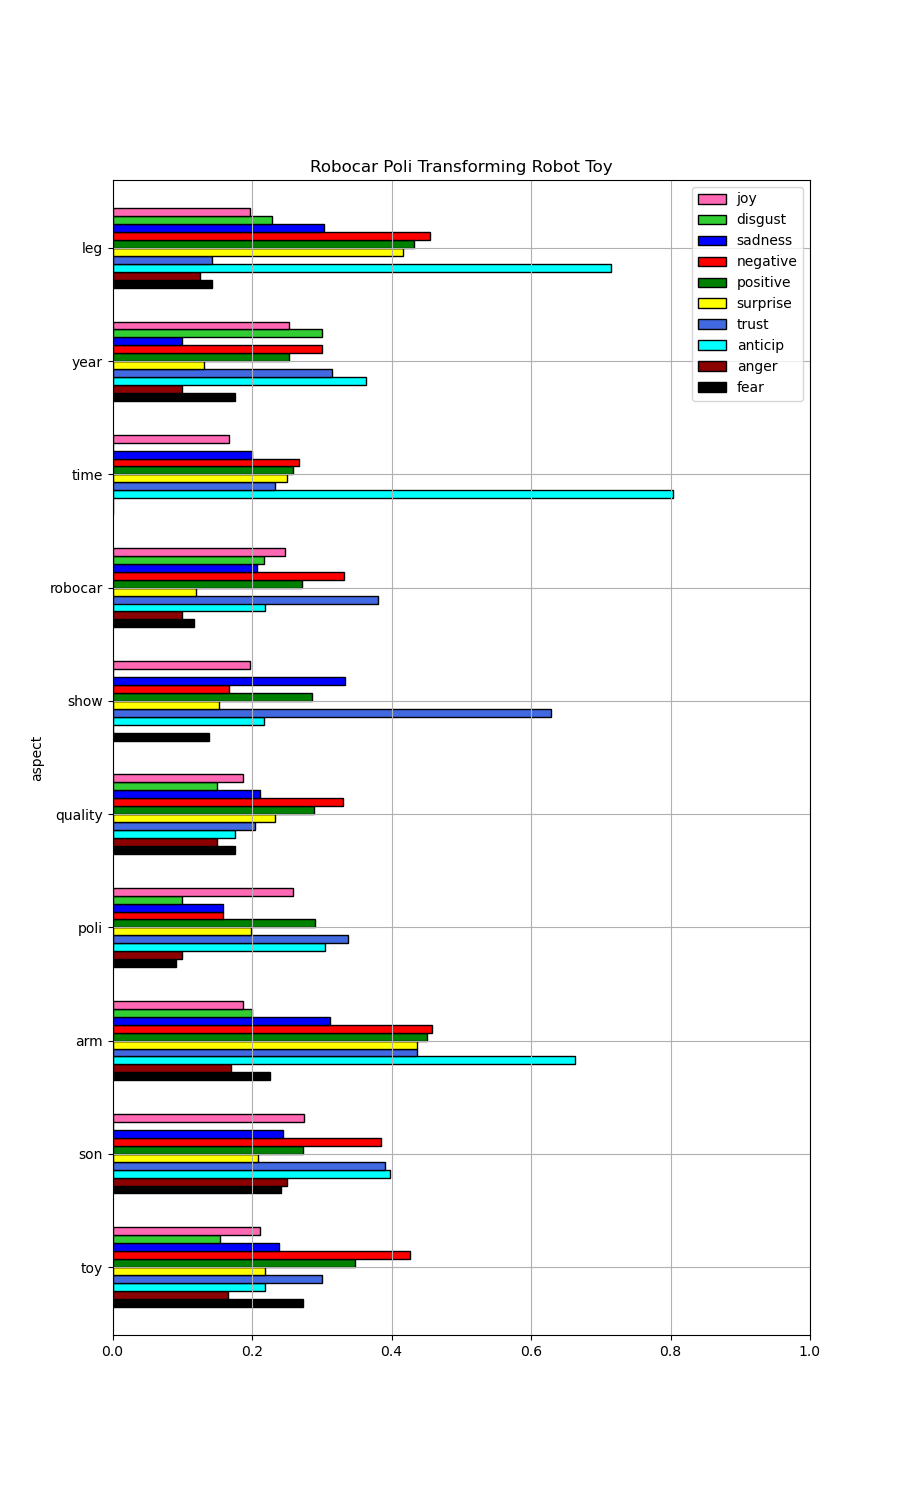 Robocar Poli Transforming Robot Toy
joy
disgust
sadness
negative
positive
surprise
trust
anticip
anger
fear
leg
year
time
robocar
show
quality
poli
arm
son
toy
aspect
0.0 0.2 0.4 0.6 0.8 1.0